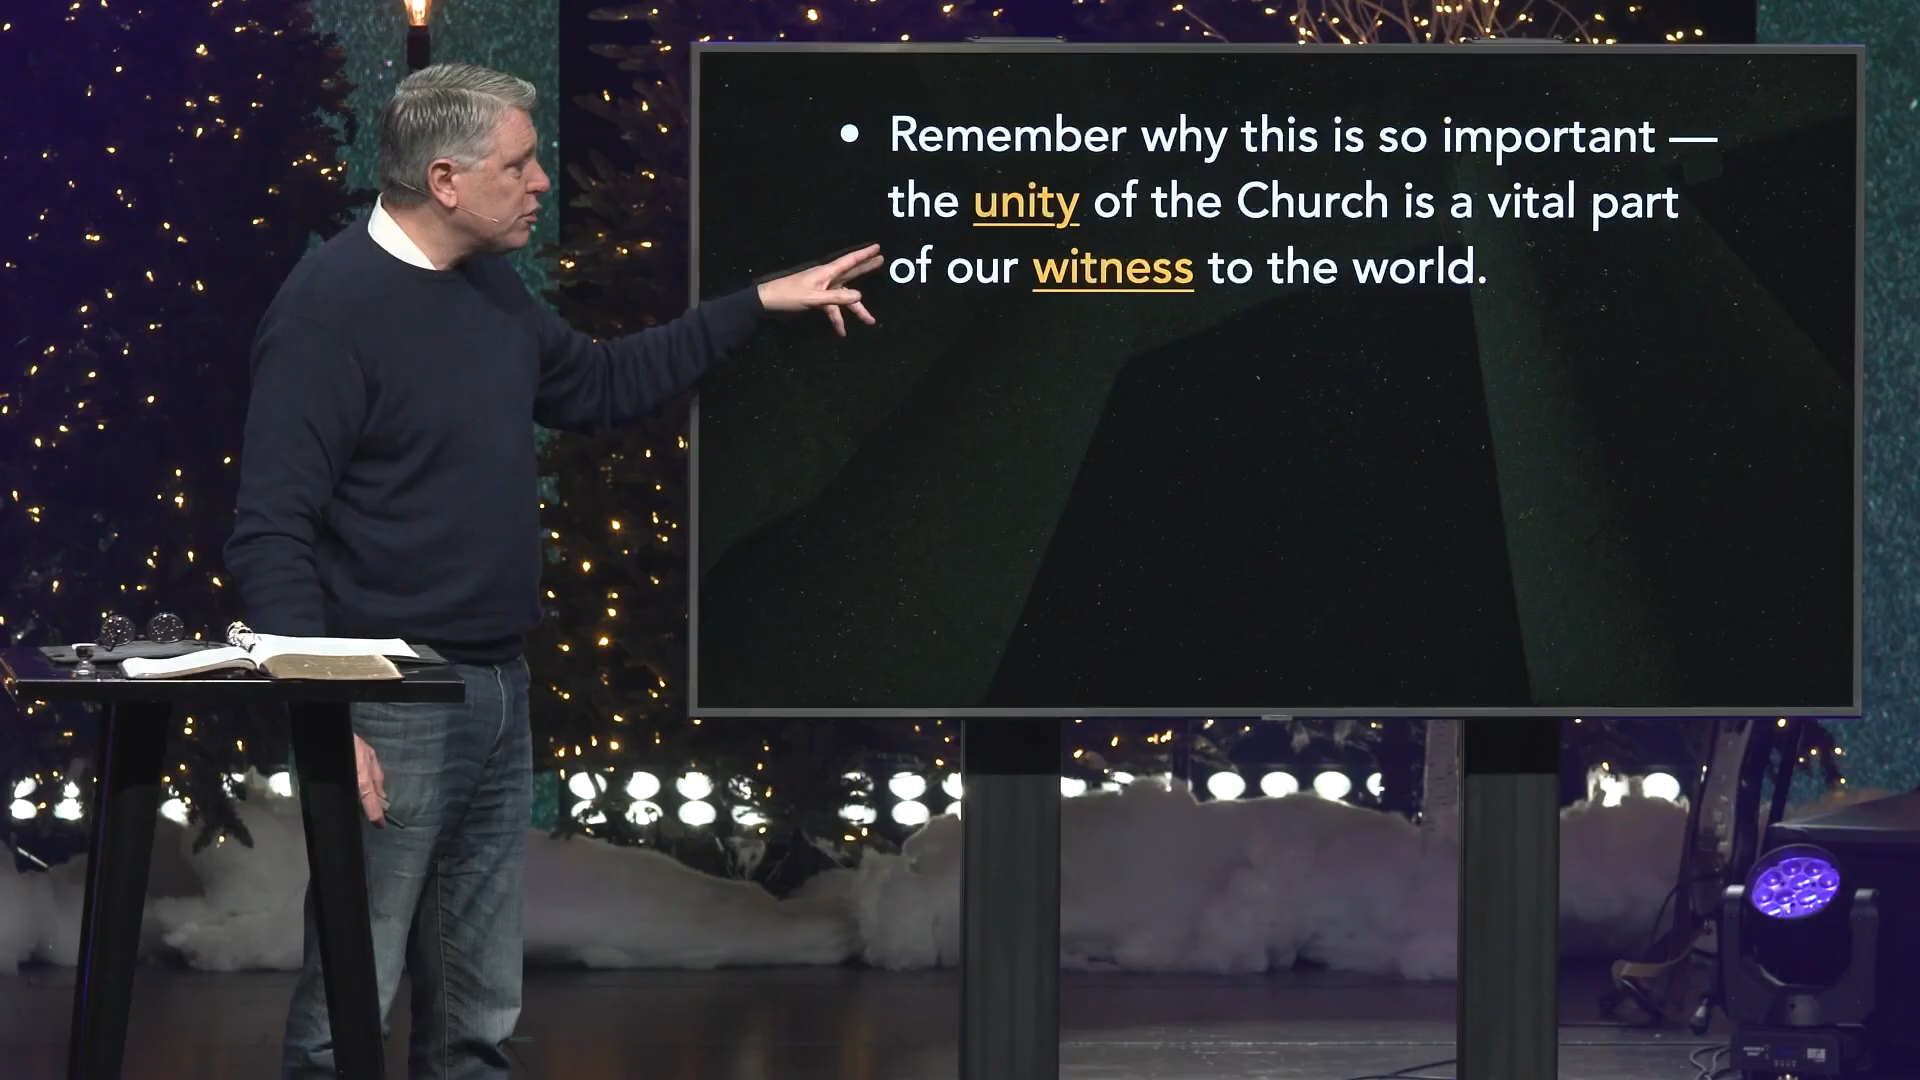 • Remember why this is so important —
the unity of the Church is a vital part
of our witness to the world.